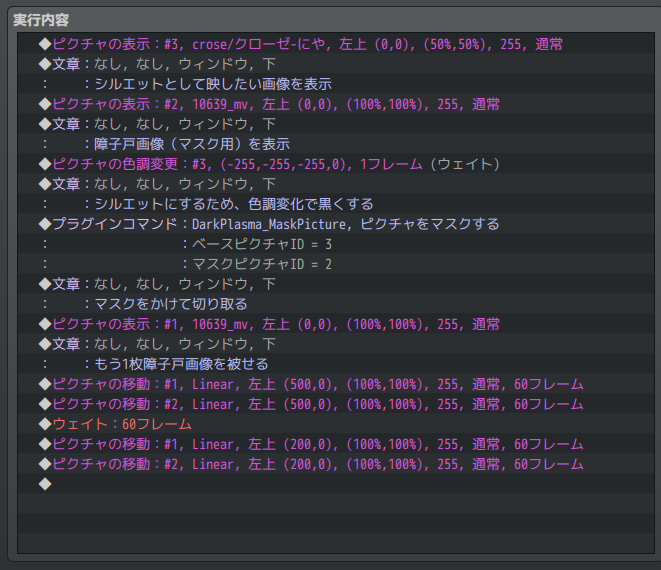 実行内容
◆ピクチャの表示：#3, crose/クローゼ-にや, 左上 (0,0), (50%,50%), 255, 通常
◆文章：なし, なし, ウィンドウ, 下
：　　：シルエットとして映したい画像を表示
◆ピクチャの表示：#2, 10639_mv, 左上 (0,0), (100%,100%), 255, 通常
◆文章：なし, なし, ウィンドウ, 下
：　　：障子戸画像（マスク用）を表示
◆ピクチャの色調変更：#3, (-255,-255,-255,0), 1フレーム (ウェイト)
◆文章：なし, なし, ウィンドウ, 下
：　　：シルエットにするため、色調変化で黒くする
◆プラグインコマンド：DarkPlasma_MaskPicture, ピクチャをマスクする
：　　　　　　　　　：ベースピクチャID = 3
：　　　　　　　　　：マスクピクチャID = 2
◆文章：なし, なし, ウィンドウ, 下
：　　：マスクをかけて切り取る
◆ピクチャの表示：#1, 10639_mv, 左上 (0,0), (100%,100%), 255, 通常
◆文章：なし, なし, ウィンドウ, 下
：　　：もう1枚障子戸画像を被せる
◆ピクチャの移動：#1, Linear, 左上 (500,0), (100%,100%), 255, 通常, 60フレーム
◆ピクチャの移動：#2, Linear, 左上 (500,0), (100%,100%), 255, 通常, 60フレーム
◆ウェイト：60フレーム
◆ピクチャの移動：#1, Linear, 左上 (200,0), (100%,100%), 255, 通常, 60フレーム
◆ピクチャの移動：#2, Linear, 左上 (200,0), (100%,100%), 255, 通常, 60フレーム
◆